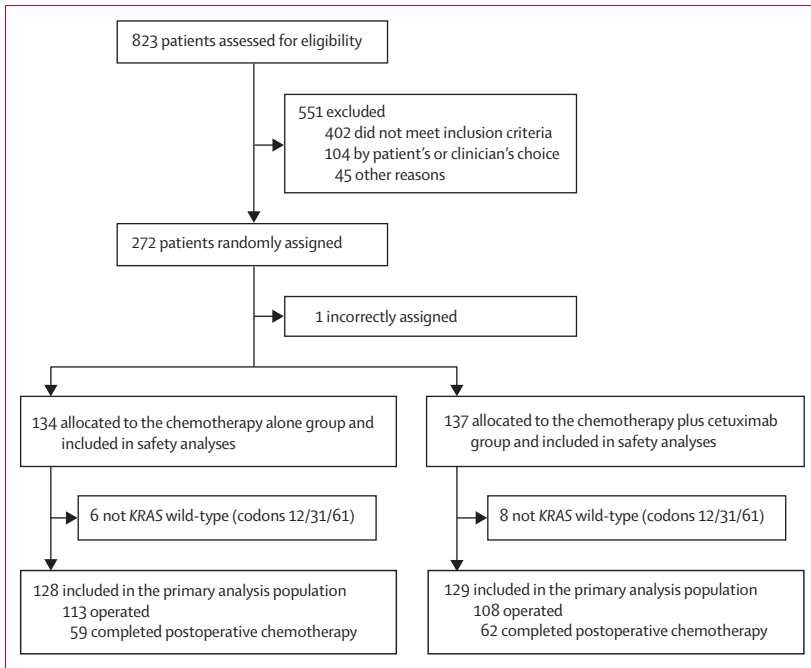 823 patients assessed for eligibility
551 excluded
402 did not meet inclusion criteria
104 by patient's or clinician's choice
45 other reasons
272 patients randomly assigned
1 incorrectly assigned
134 allocated to the chemotherapy alone group and
included in safety analyses
137 allocated to the chemotherapy plus cetuximab
group and included in safety analyses
6 not KRAS wild-type (codons 12/31/61)
8 not KRAS wild-type (codons 12/31/61)
128 included in the primary analysis population
113 operated
59 completed postoperative chemotherapy
129 included in the primary analysis population
108 operated
62 completed postoperative chemotherapy